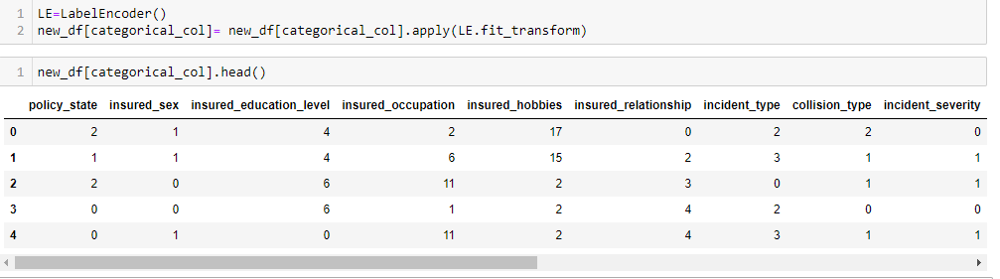 1 LE=LabelEncoder()
2 new_df[categorical_col]= new_df[categorical_col].apply(LE.fit_transform)
1 new_df[categorical_col].head()
policy_state insured_sex insured_education_level insured_occupation insured_hobbies insured_relationship incident_type collision_type incident_severity
0 2 1 4 2 17 0 2 2 0
1 1 1 4 6 15 2 3 1 1
2 2 0 6 11 2 3 0 1 1
3 0 0 6 1 2 4 2 0 0
4 0 1 0 11 2 4 3 1 1